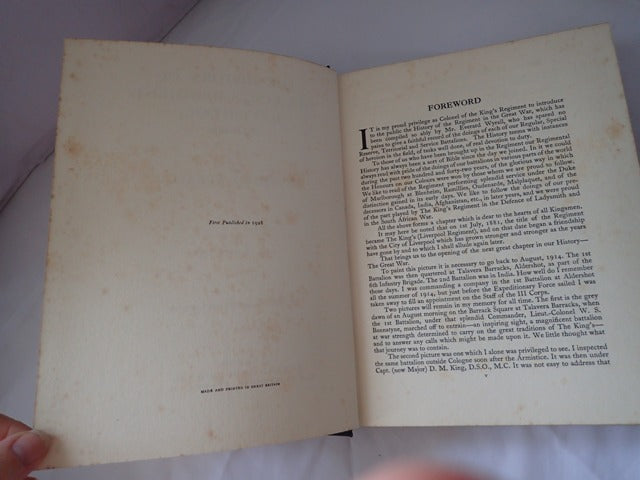 First Published in 1928
MADE AND PRINTED IN GREAT BRITAIN
FOREWORD
IT is my proud privilege as Colonel of the King's Regiment to introduce
to the public the History of the Regiment in the Great War, which has
been compiled so ably by Mr. Everard Wyrall, who has spared no
pains to give a faithful record of the doings of each of our Regular, Special
Reserve, Territorial and Service Battalions. The History teems with instances
of heroism in the field, of tasks well done, of real devotion to duty.
To those of us who have been brought up in the Regiment our Regimental
History has always been a sort of Bible since the day we joined. In it we could
always read with pride of the doings of our battalions in various parts of the world
during the past two hundred and forty-two years, of the glorious way in which
the Honours on our Colours were won by those whom we are proud to follow.
We like to read of the Regiment performing splendid service under the Duke
of Marlborough at Blenheim, Ramillies, Oudenarde, Malplaquet, and of the
distinction gained in its early days. We like to follow the doings of our pre-
decessors in Canada, India, Afghanistan, etc., in later years, and we were proud
of the part played by The King's Regiment in the Defence of Ladysmith and
in the South African War.
All the above forms a chapter which is dear to the hearts of all Kingsmen.
It may here be noted that on 1st July, 1881, the title of the Regiment
became The King's (Liverpool Regiment), and on that date began a friendship
with the City of Liverpool which has grown stronger and stronger as the years
have gone by and to which I shall allude again later.
That brings us to the opening of the next great chapter in our History—
The Great War.
To paint this picture it is necessary to go back to August, 1914. The 1st
Battalion was then quartered at Talavera Barracks, Aldershot, as part of the
6th Infantry Brigade. The 2nd Battalion was in India. How well do I remember
those days. I was commanding a company in the 1st Battalion at Aldershot
all the summer of 1914, but just before the Expeditionary Force sailed I was
taken away to fill an appointment on the Staff of the III Corps.
Two pictures will remain in my memory for all time. The first is the grey
dawn of an August morning on the Barrack Square at Talavera Barracks, when
the 1st Battalion, under that splendid Commander, Lieut.-Colonel W. S.
Bannatyne, marched off to entrain—an inspiring sight, a magnificent battalion
at war strength determined to carry on the great traditions of The King's—
and to answer any calls which might be made upon it. We little thought what
that journey was to contain.
The second picture was one which I alone was privileged to see. I inspected
the same battalion outside Cologne soon after the Armistice. It was then under
Capt. (now Major) D. M. King, D.S.O., M.C. It was not easy to address that
v